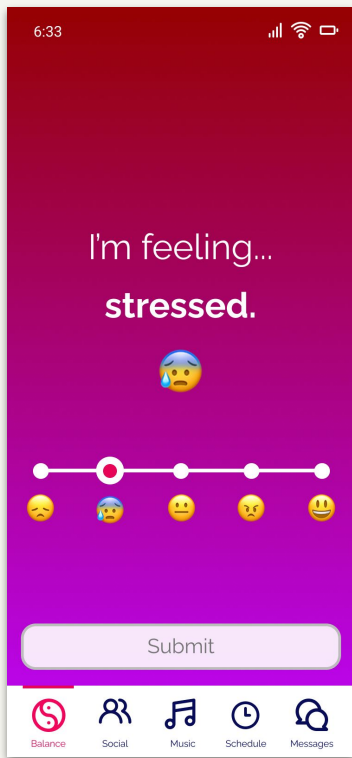 6:33
I'm feeling...
stressed.
Submit
Balance Social Music Schedule Messages